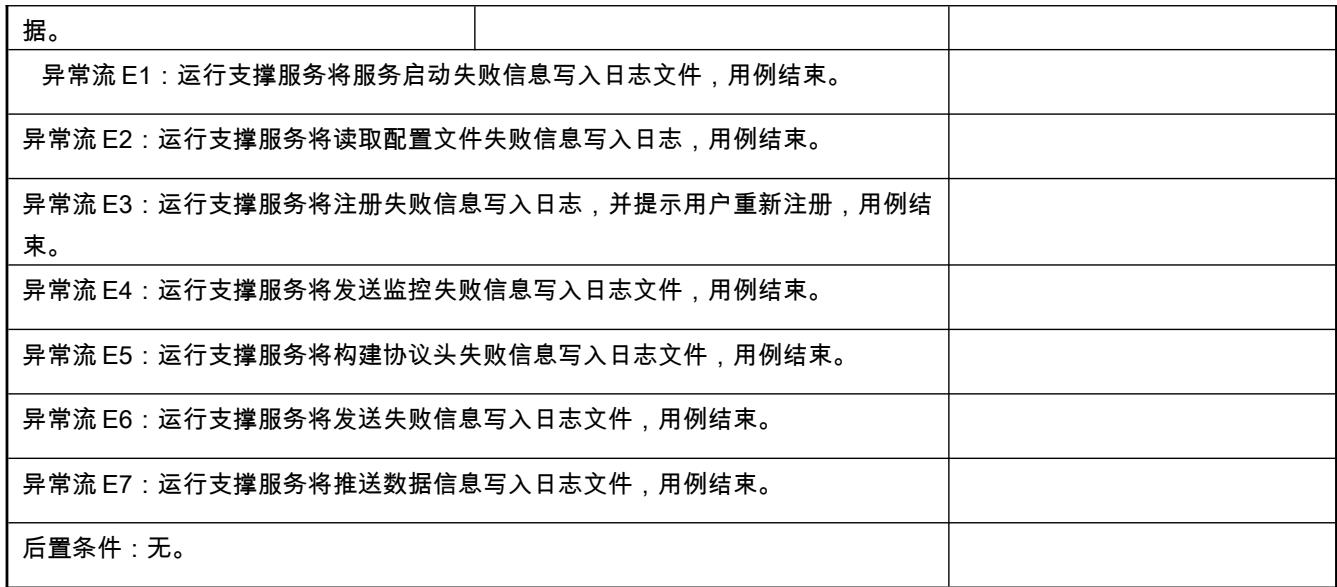 据。
异常流 E1：运行支撑服务将服务启动失败信息写入日志文件，用例结束。
异常流 E2：运行支撑服务将读取配置文件失败信息写入日志，用例结束。
异常流 E3：运行支撑服务将注册失败信息写入日志，并提示用户重新注册，用例结
束。
异常流 E4：运行支撑服务将发送监控失败信息写入日志文件，用例结束。
异常流 E5：运行支撑服务将构建协议头失败信息写入日志文件，用例结束。
异常流 E6：运行支撑服务将发送失败信息写入日志文件，用例结束。
异常流 E7：运行支撑服务将推送数据信息写入日志文件，用例结束。
后置条件：无。